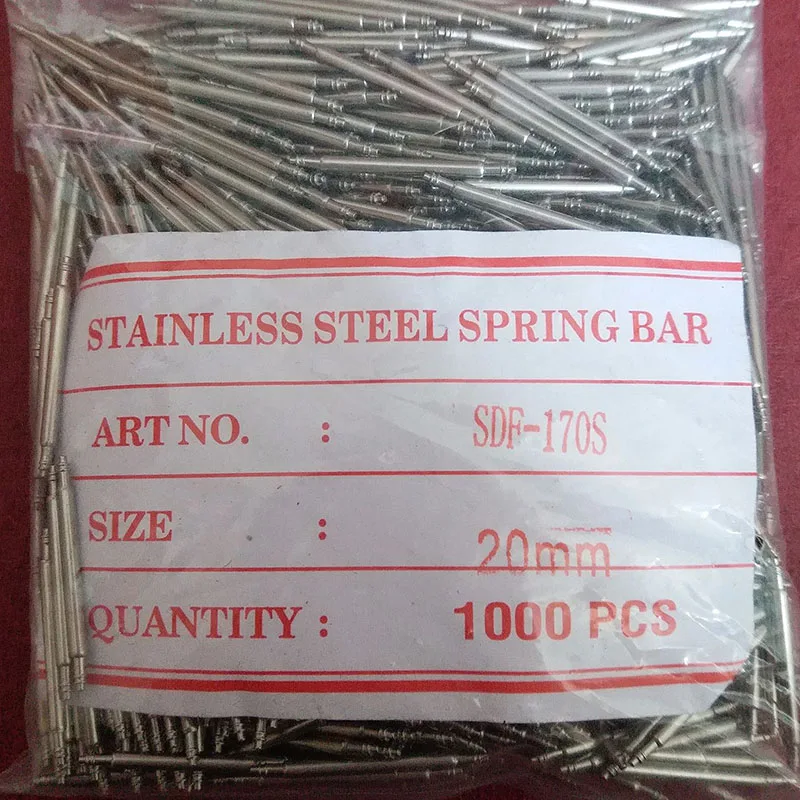 STAINLESS STEEL SPRING BAR
ART NO. : SDF-170S
SIZE : 20mm
QUANTITY : 1000 PCS